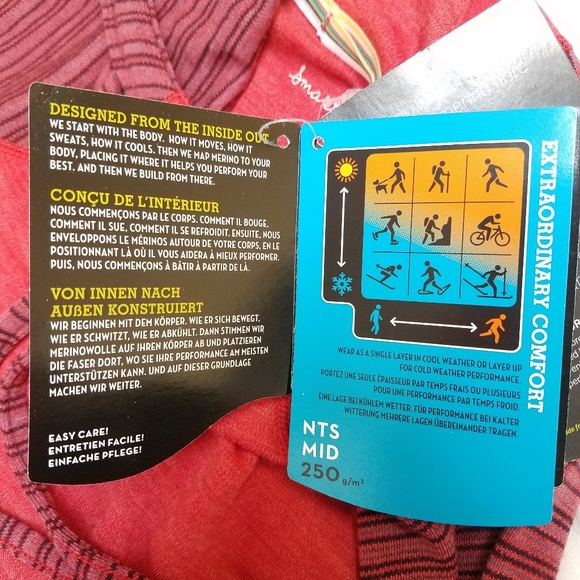 DESIGNED FROM THE INSIDE OUT
WE START WITH THE BODY. HOW IT MOVES, HOW IT
SWEATS, HOW IT COOLS. THEN WE MAP MERINO TO YOUR
BODY, PLACING IT WHERE IT HELPS YOU PERFORM YOUR
BEST. AND THEN WE BUILD FROM THERE.
CONÇU DE L'INTÉRIEUR
NOUS COMMENÇONS PAR LE CORPS. COMMENT IL BOUGE,
COMMENT IL SUE, COMMENT IL SE REFROIDIT. ENSUITE, NOUS
ENVELOPPONS LE MÉRINOS AUTOUR DE VOTRE CORPS, EN LE
POSITIONNANT LÀ OÙ IL VOUS AIDERA À MIEUX PERFORMER.
PUIS, NOUS COMMENÇONS À BÂTIR À PARTIR DE LÀ.
VON INNEN NACH
AUßEN KONSTRUIERT
WIR BEGINNEN MIT DEM KÖRPER. WIE ER SICH BEWEGT,
WIE ER SCHWITZT, WIE ER ABKÜHLT. DANN STIMMEN WIR
MERINOWOLLE AUF IHREN KÖRPER AB UND PLATZIEREN
DIE FASER DORT, WO SIE IHRE PERFORMANCE AM MEISTEN
UNTERSTÜTZEN KANN, UND AUF DIESER GRUNDLAGE
MACHEN WIR WEITER.
EASY CARE!
ENTRETIEN FACILE!
EINFACHE PFLEGE!
EXTRAORDINARY COMFORT
WEAR AS A SINGLE LAYER IN COOL WEATHER OR LAYER UP
FOR COLD WEATHER PERFORMANCE.
PORTEZ UNE SEULE ÉPAISSEUR PAR TEMPS FRAIS OU PLUSIEURS
POUR UNE PERFORMANCE PAR TEMPS FROID.
EINE LAGE BEI KÜHLEM WETTER, FÜR PERFORMANCE BEI KALTER
WITTERUNG MEHRERE LAGEN ÜBEREINANDER TRAGEN.
NTS
MID
250 g/m²